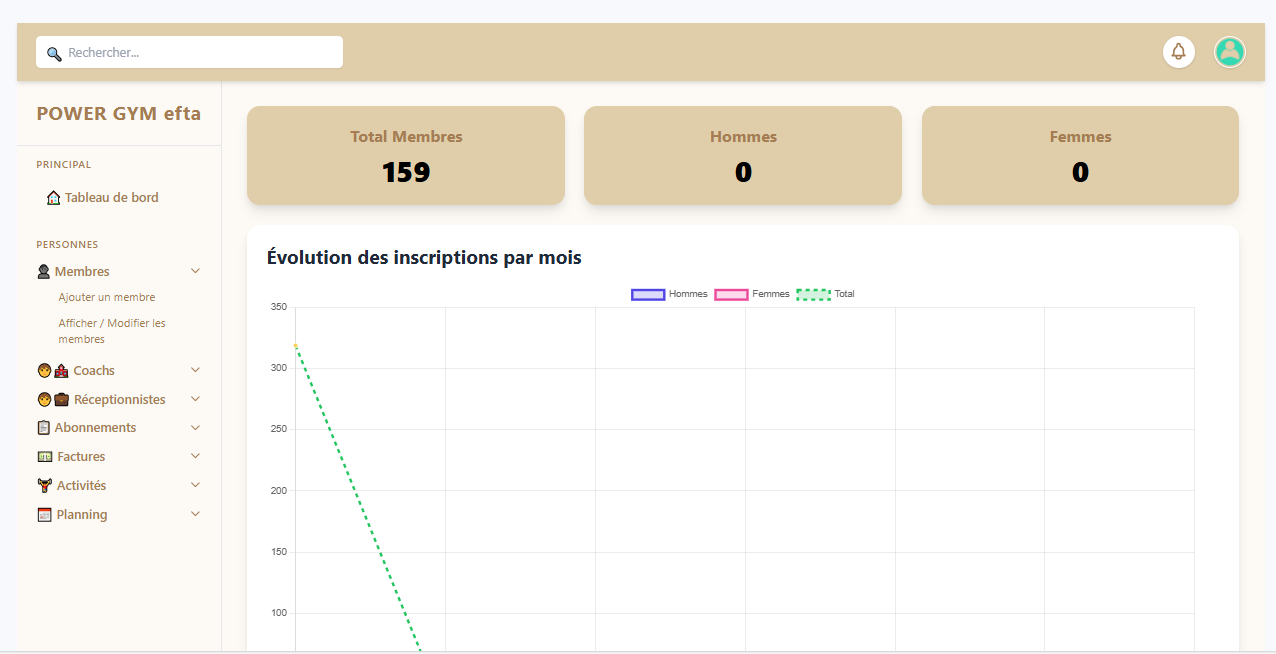 Rechercher...
POWER GYM efta
PRINCIPAL
Tableau de bord
PERSONNES
Membres
Ajouter un membre
Afficher / Modifier les
membres
Coachs
Réceptionnistes
Abonnements
Factures
Activités
Planning
Total Membres
159
Hommes
0
Femmes
0
Évolution des inscriptions par mois
Hommes Femmes Total
350
300
250
200
150
100